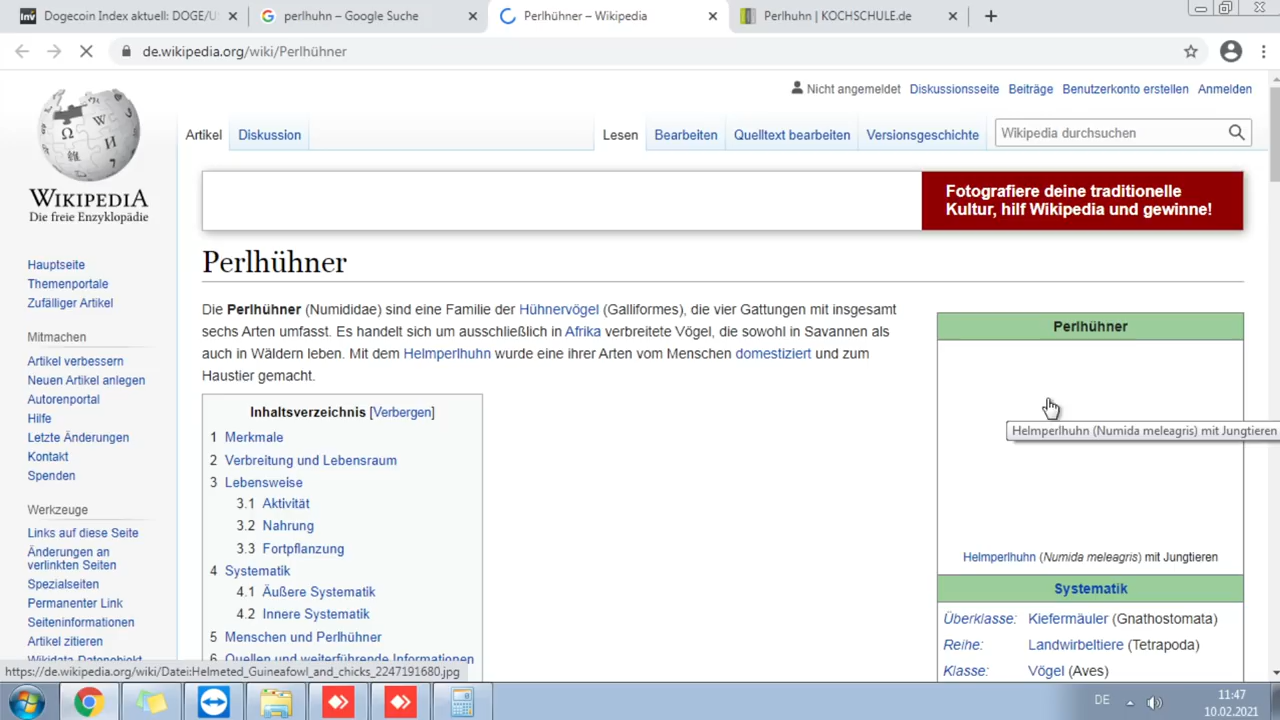 Dogecoin Index aktuell: DOGE/U
perlhuhn – Google Suche
Perlhühner – Wikipedia
Perlhuhn | KOCHSCHULE.de
de.wikipedia.org/wiki/Perlhühner
Nicht angemeldet Diskussionsseite Beiträge Benutzerkonto erstellen Anmelden
Artikel Diskussion Lesen Bearbeiten Quelltext bearbeiten Versionsgeschichte Wikipedia durchsuchen
WIKIPEDIA
Die freie Enzyklopädie
Hauptseite
Themenportale
Zufälliger Artikel
Mitmachen
Artikel verbessern
Neuen Artikel anlegen
Autorenportal
Hilfe
Letzte Änderungen
Kontakt
Spenden
Werkzeuge
Links auf diese Seite
Änderungen an
verlinkten Seiten
Spezialseiten
Permanenter Link
Seiteninformationen
Artikel zitieren
Wikidata-Datenobjekt
Fotografiere deine traditionelle
Kultur, hilf Wikipedia und gewinne!
Perlhühner
Die Perlhühner (Numididae) sind eine Familie der Hühnervögel (Galliformes), die vier Gattungen mit insgesamt
sechs Arten umfasst. Es handelt sich um ausschließlich in Afrika verbreitete Vögel, die sowohl in Savannen als
auch in Wäldern leben. Mit dem Helmperlhuhn wurde eine ihrer Arten vom Menschen domestiziert und zum
Haustier gemacht.
Inhaltsverzeichnis [Verbergen]
1 Merkmale
2 Verbreitung und Lebensraum
3 Lebensweise
3.1 Aktivität
3.2 Nahrung
3.3 Fortpflanzung
4 Systematik
4.1 Äußere Systematik
4.2 Innere Systematik
5 Menschen und Perlhühner
6 Quellen und weiterführende Informationen
Perlhühner
Helmperlhuhn (Numida meleagris) mit Jungtieren
Helmperlhuhn (Numida meleagris) mit Jungtieren
Systematik
Überklasse: Kiefermäuler (Gnathostomata)
Reihe: Landwirbeltiere (Tetrapoda)
Klasse: Vögel (Aves)
https://de.wikipedia.org/wiki/Datei:Helmeted_Guineafowl_and_chicks_2247191680.jpg
DE
11:47
10.02.2021